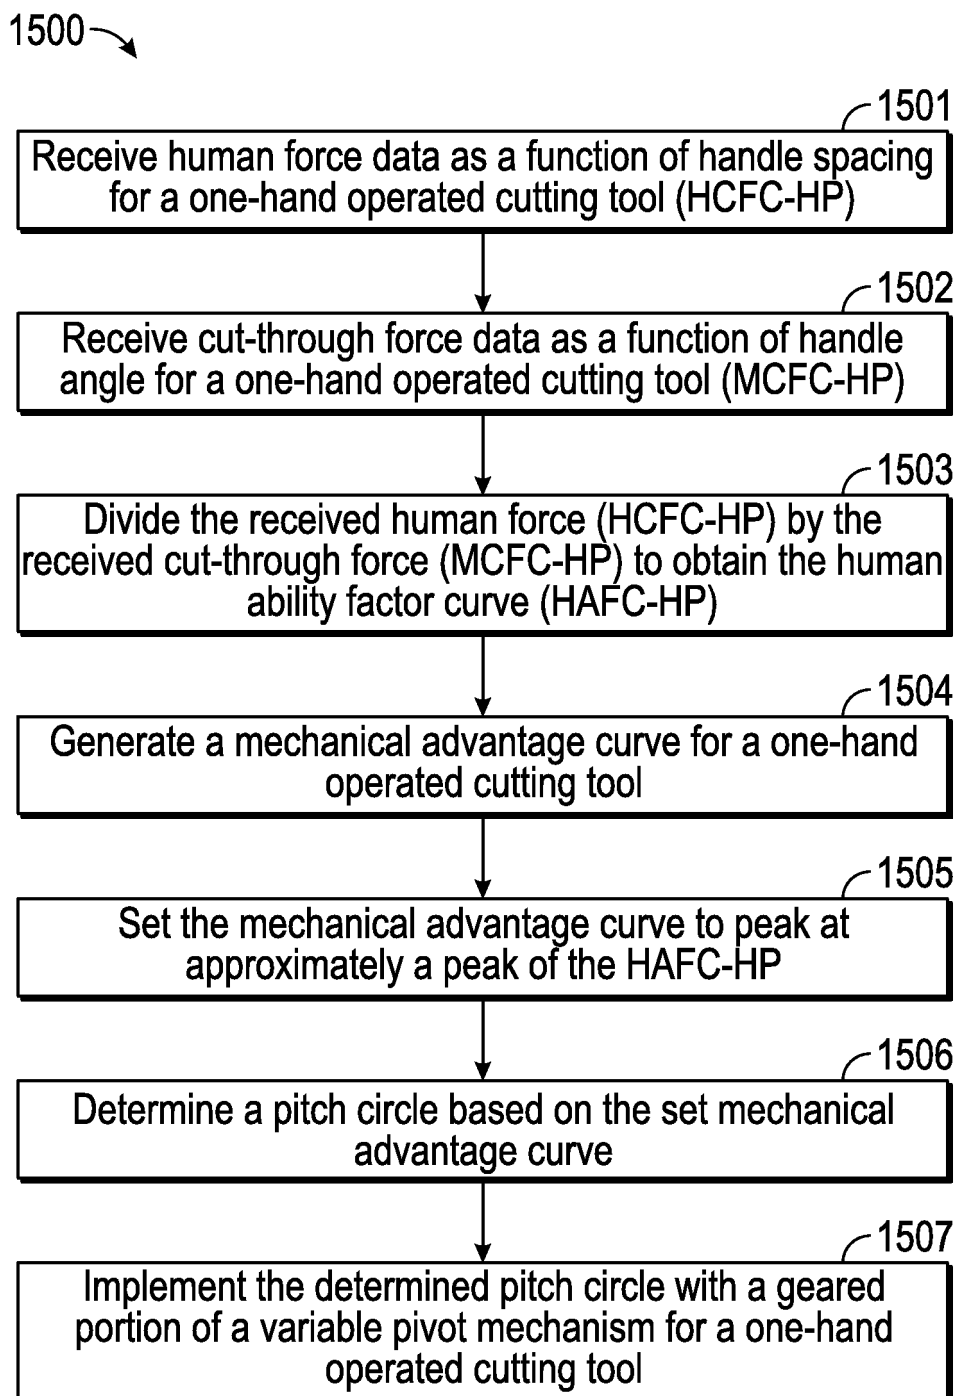 1500
1501
Receive human force data as a function of handle spacing
for a one-hand operated cutting tool (HCFC-HP)
1502
Receive cut-through force data as a function of handle
angle for a one-hand operated cutting tool (MCFC-HP)
1503
Divide the received human force (HCFC-HP) by the
received cut-through force (MCFC-HP) to obtain the human
ability factor curve (HAFC-HP)
1504
Generate a mechanical advantage curve for a one-hand
operated cutting tool
1505
Set the mechanical advantage curve to peak at
approximately a peak of the HAFC-HP
1506
Determine a pitch circle based on the set mechanical
advantage curve
1507
Implement the determined pitch circle with a geared
portion of a variable pivot mechanism for a one-hand
operated cutting tool